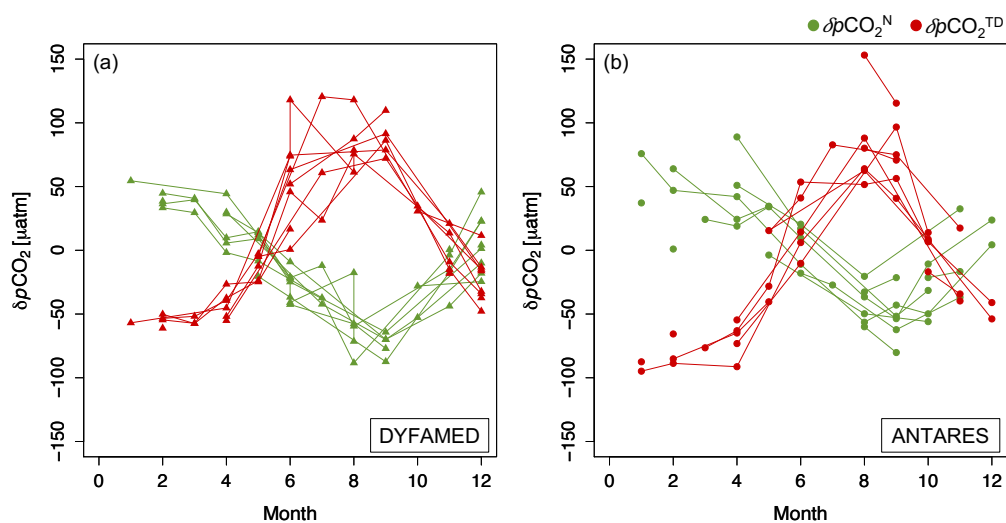 δpCO₂ᴺ δpCO₂ᵀᴰ
(a)
150
100
50
0
−50
−100
−150
δpCO₂ [µatm]
DYFAMED
0 2 4 6 8 10 12
Month
(b)
150
100
50
0
−50
−100
−150
δpCO₂ [µatm]
ANTARES
0 2 4 6 8 10 12
Month